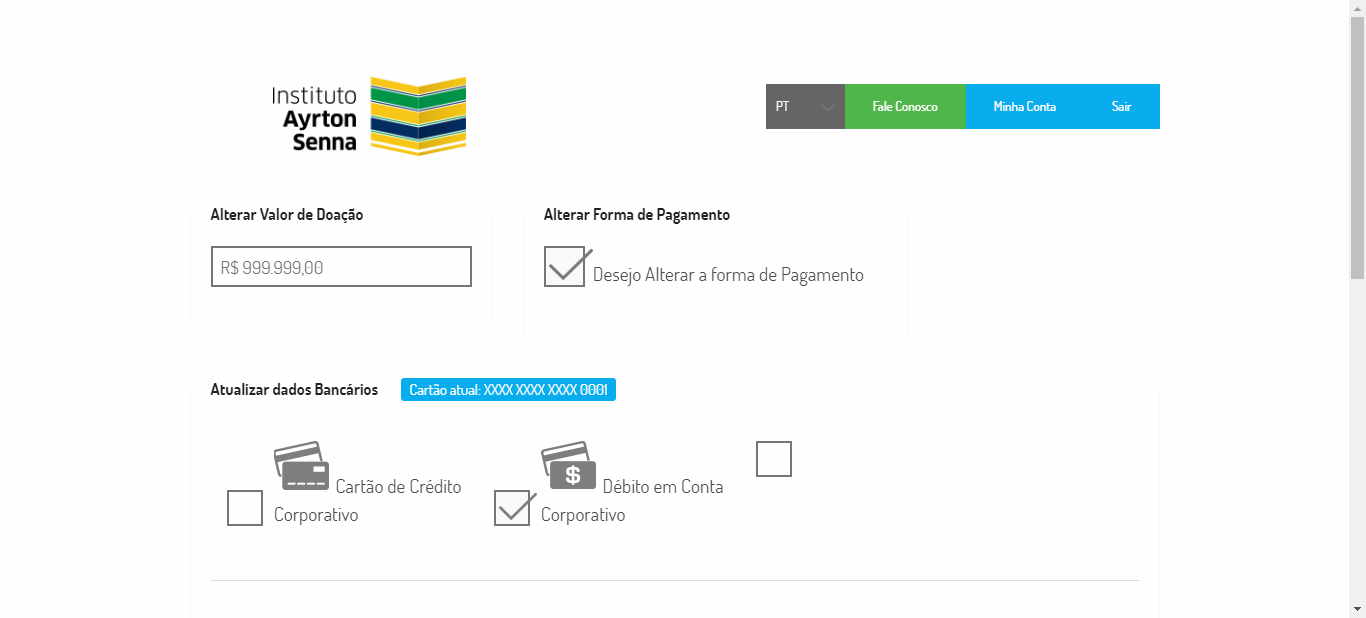 Instituto
Ayrton
Senna
PT
Fale Conosco
Minha Conta
Sair
Alterar Valor de Doação
R$ 999.999,00
Alterar Forma de Pagamento
Desejo Alterar a forma de Pagamento
Atualizar dados Bancários
Cartão atual: XXXX XXXX XXXX 0001
Cartão de Crédito
Corporativo
$
Débito em Conta
Corporativo